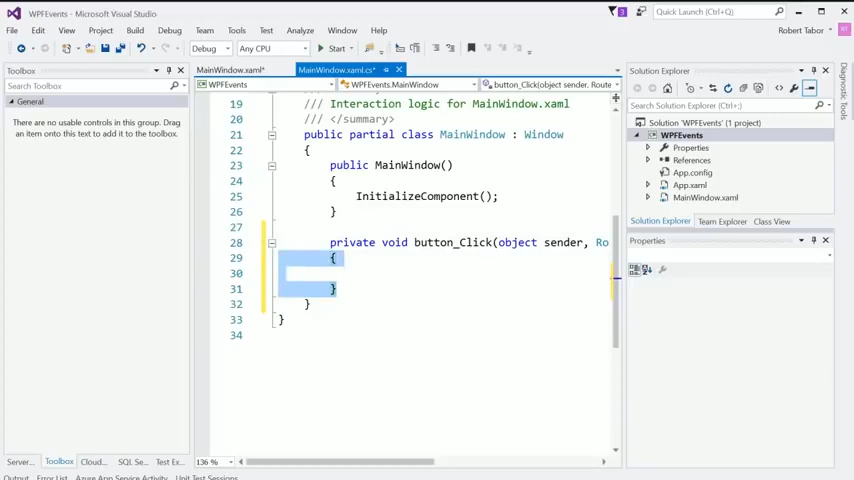 WPFEvents - Microsoft Visual Studio
3
Quick Launch (Ctrl+Q)
File Edit View Project Build Debug Team Tools Test Analyze Window Help
Robert Tabor
RT
Debug Any CPU Start
Toolbox
Search Toolbox
General
There are no usable controls in this group. Drag
an item onto this text to add it to the toolbox.
MainWindow.xaml* MainWindow.xaml.cs*
WPFEvents WPFEvents.MainWindow button_Click(object sender, Route
19 /// Interaction logic for MainWindow.xaml
20 /// </summary>
21 public partial class MainWindow : Window
22 {
23 public MainWindow()
24 {
25 InitializeComponent();
26 }
27
28 private void button_Click(object sender, Ro
29 {
30
31 }
32 }
33 }
34
136 %
Solution Explorer
Search Solution Explorer (Ctrl+;)
Solution 'WPFEvents' (1 project)
WPFEvents
Properties
References
App.config
App.xaml
MainWindow.xaml
Solution Explorer Team Explorer Class View
Properties
Diagnostic Tools
Server... Toolbox Cloud... SQL Se... Test Ex...
Output Error List Azure App Service Activity Unit Test Sessions